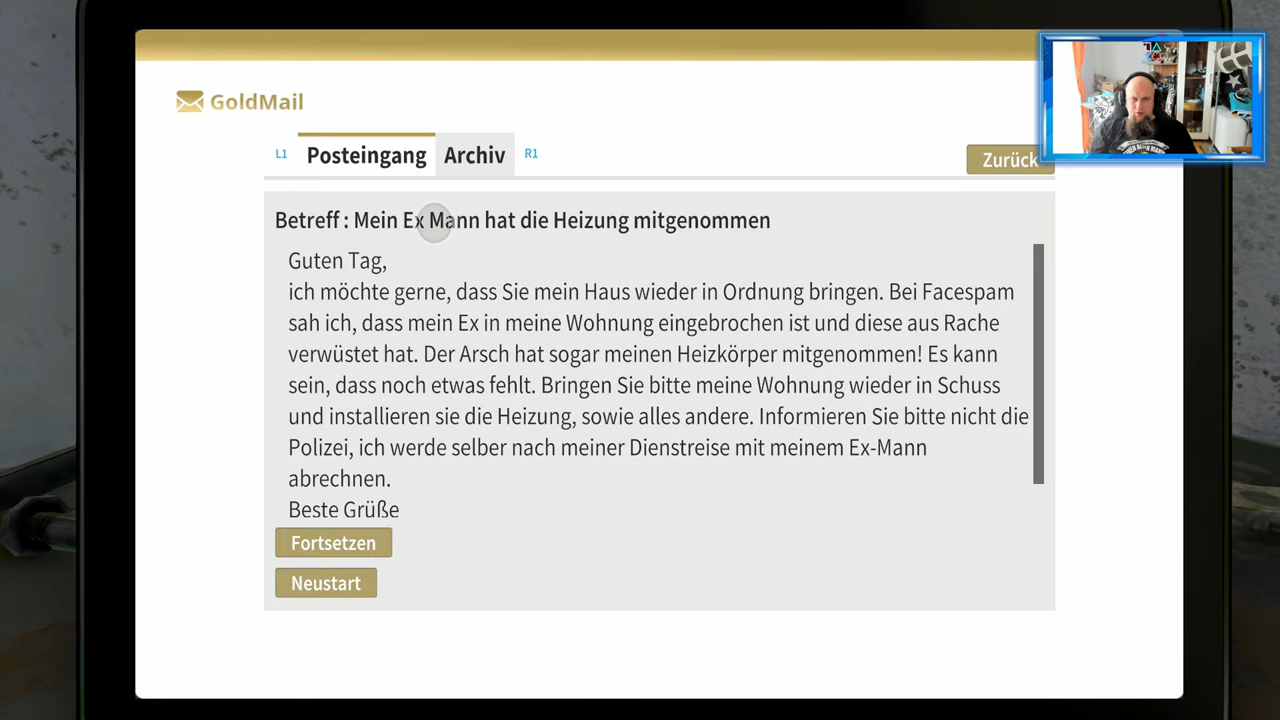 GoldMail
L1 Posteingang Archiv R1
Zurück
Betreff : Mein Ex Mann hat die Heizung mitgenommen
Guten Tag,
ich möchte gerne, dass Sie mein Haus wieder in Ordnung bringen. Bei Facespam
sah ich, dass mein Ex in meine Wohnung eingebrochen ist und diese aus Rache
verwüstet hat. Der Arsch hat sogar meinen Heizkörper mitgenommen! Es kann
sein, dass noch etwas fehlt. Bringen Sie bitte meine Wohnung wieder in Schuss
und installieren sie die Heizung, sowie alles andere. Informieren Sie bitte nicht die
Polizei, ich werde selber nach meiner Dienstreise mit meinem Ex-Mann
abrechnen.
Beste Grüße
Fortsetzen
Neustart